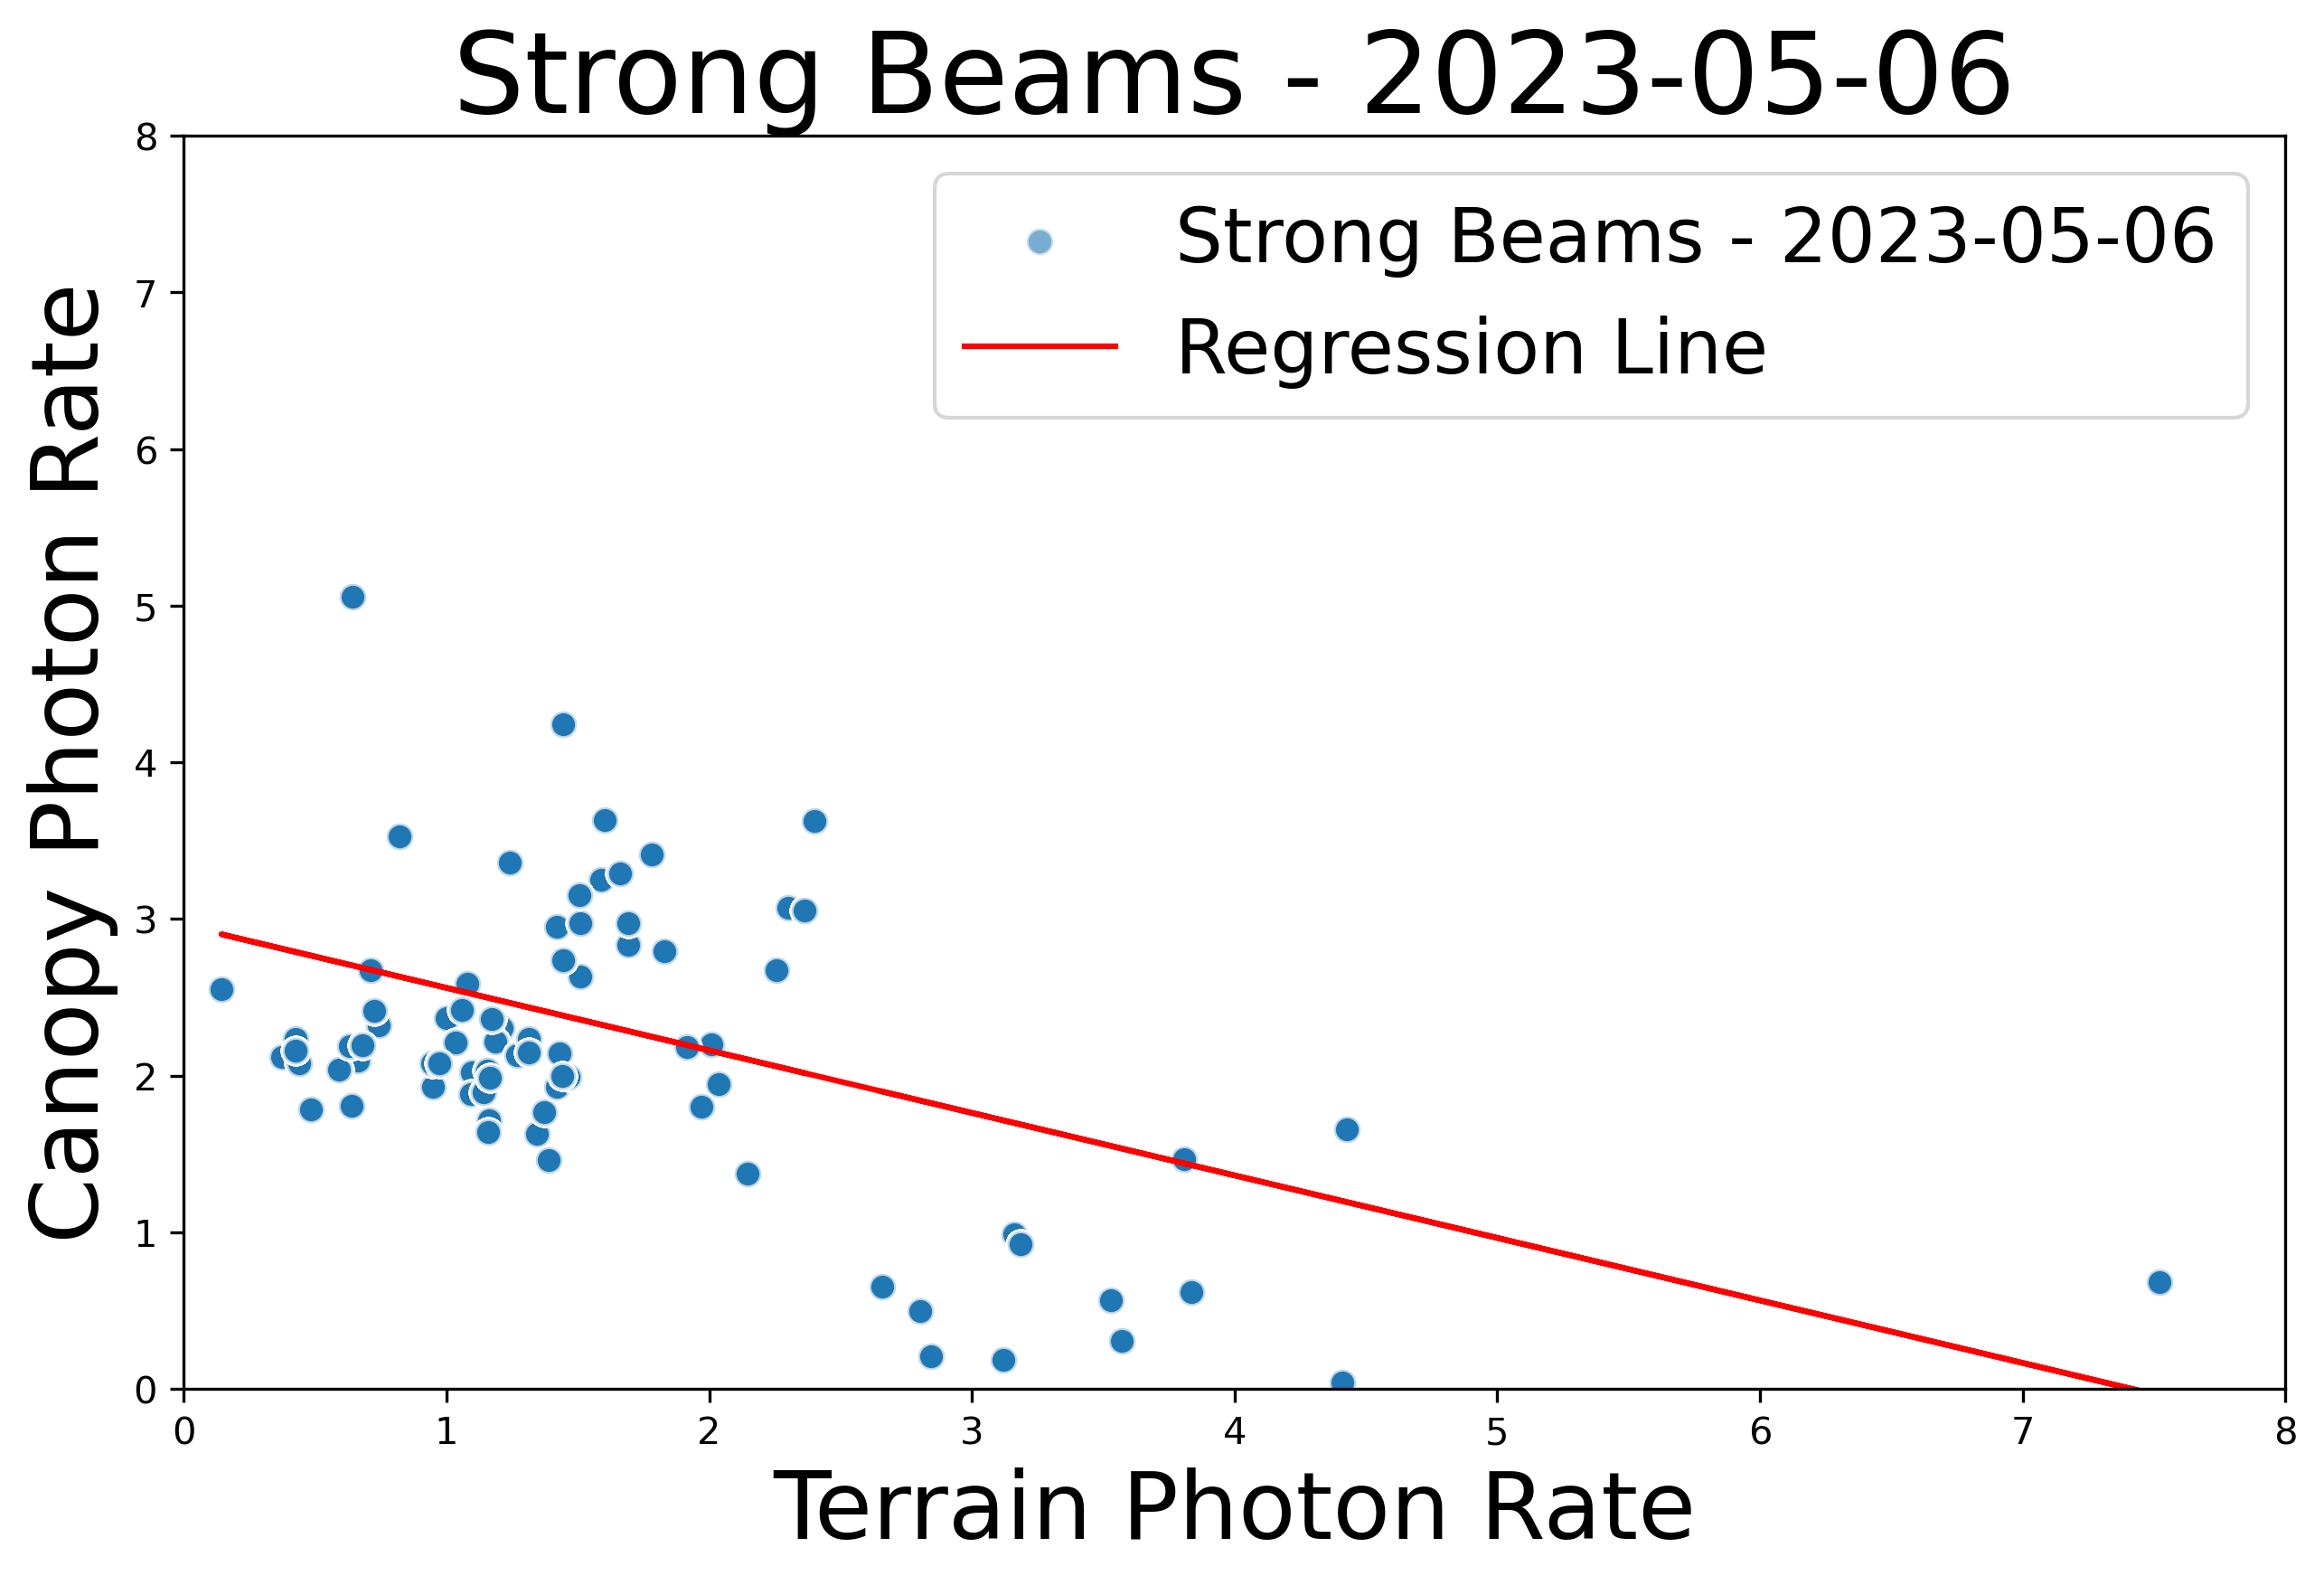 Strong Beams - 2023-05-06
Strong Beams - 2023-05-06
Regression Line
Canopy Photon Rate
8
7
6
5
4
3
2
1
0
0 1 2 3 4 5 6 7 8
Terrain Photon Rate